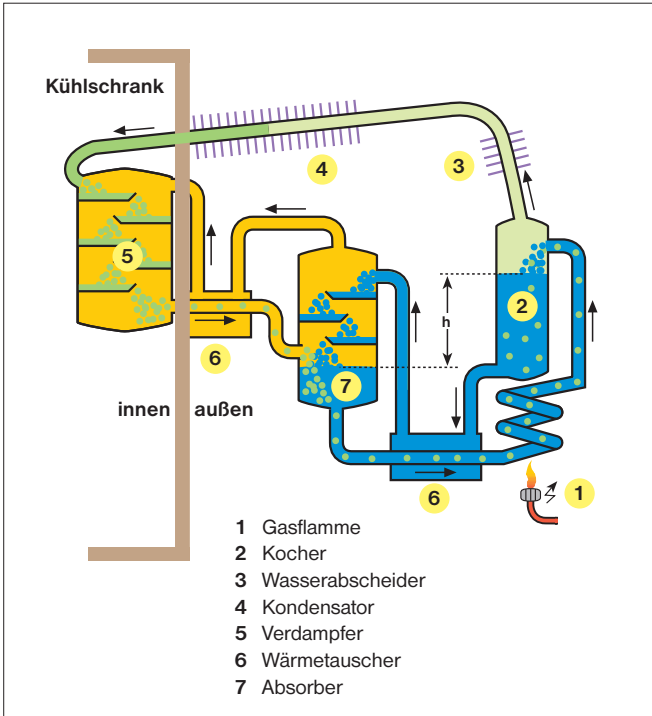 Kühlschrank
4
3
5
2
h
6
7
innen außen
6
1
1 Gasflamme
2 Kocher
3 Wasserabscheider
4 Kondensator
5 Verdampfer
6 Wärmetauscher
7 Absorber